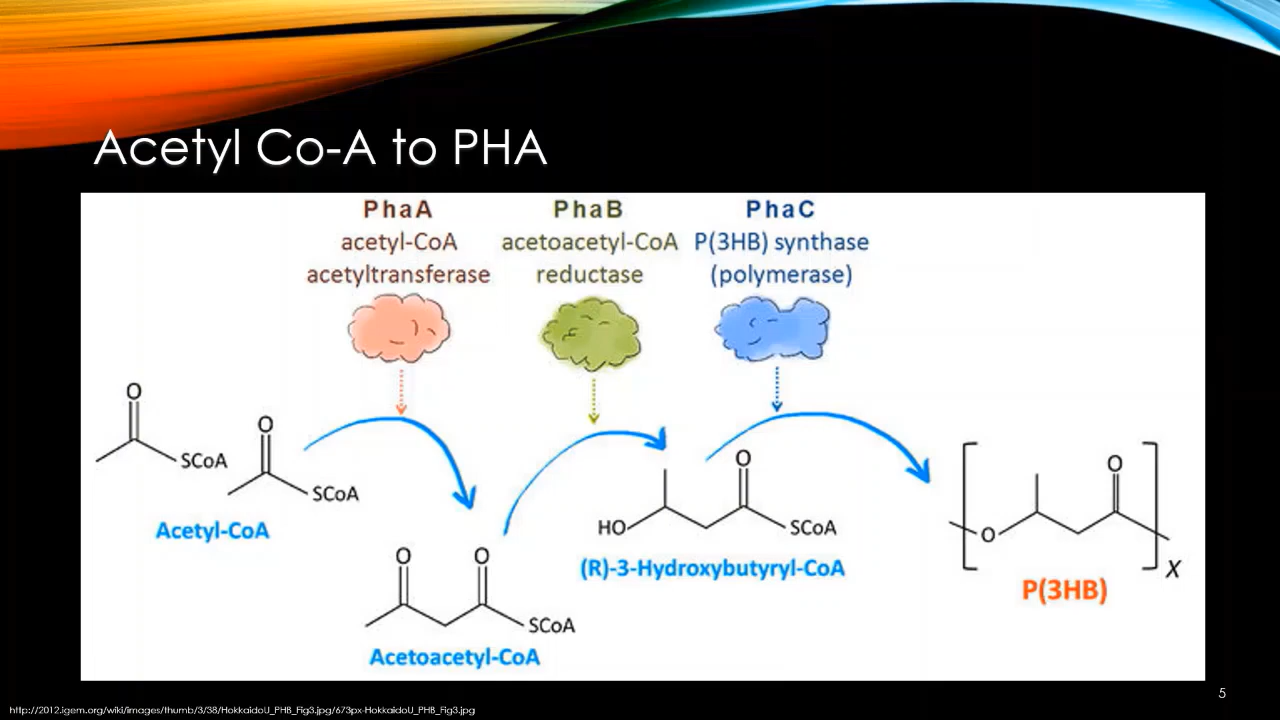 Acetyl Co-A to PHA
PhaA
acetyl-CoA
acetyltransferase
PhaB
acetoacetyl-CoA
reductase
PhaC
P(3HB) synthase
(polymerase)
O
SCoA
O
SCoA
Acetyl-CoA
O
O
SCoA
Acetoacetyl-CoA
HO
O
SCoA
(R)-3-Hydroxybutyryl-CoA
O
O
X
P(3HB)
5
http://2012.igem.org/wiki/images/thumb/3/38/HokkaidoU_PHB_Fig3.jpg/673px-HokkaidoU_PHB_Fig3.jpg